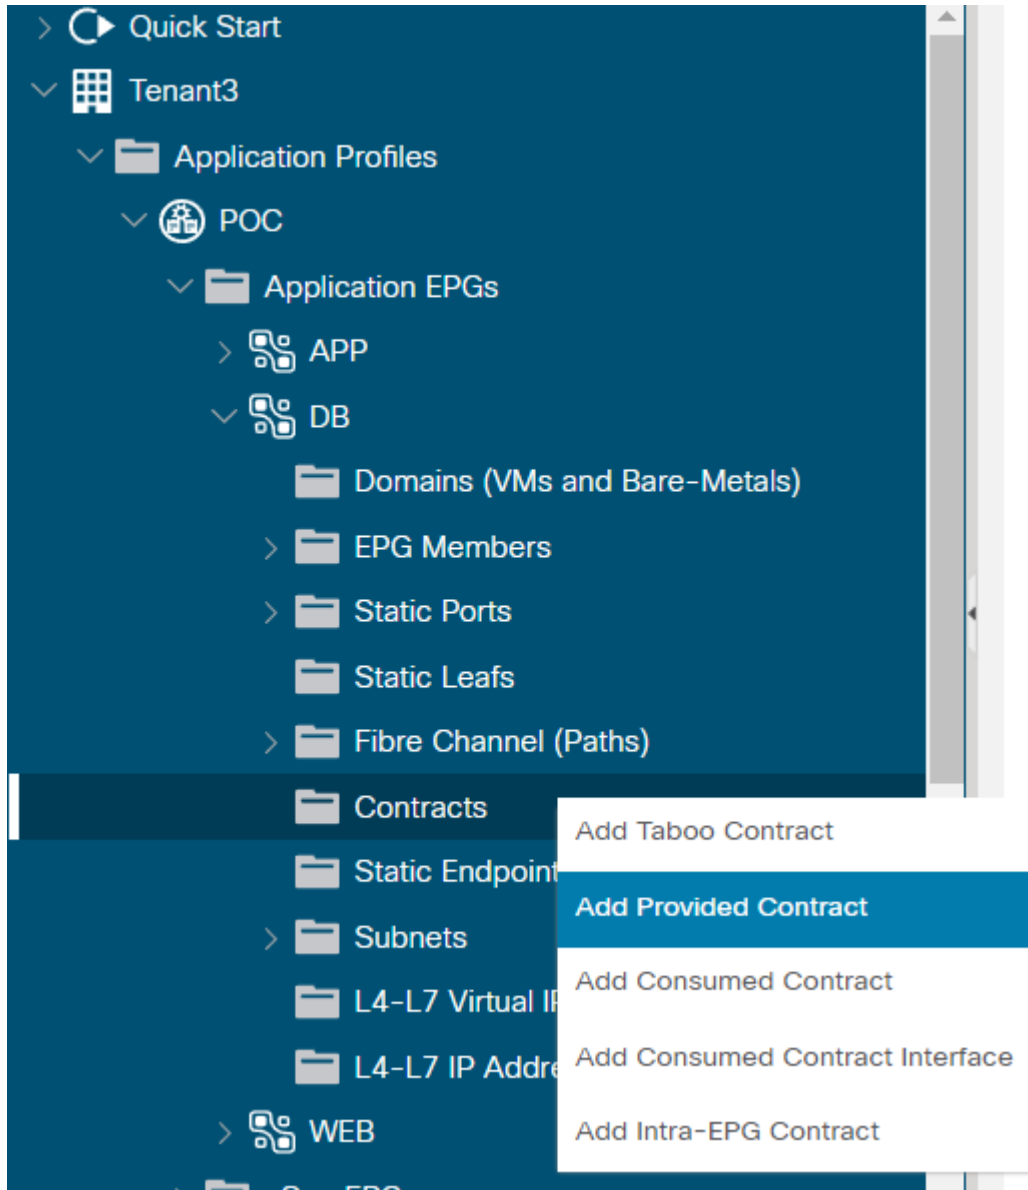 Quick Start
Tenant3
Application Profiles
POC
Application EPGs
APP
DB
Domains (VMs and Bare-Metals)
EPG Members
Static Ports
Static Leafs
Fibre Channel (Paths)
Contracts
Add Taboo Contract
Static Endpoint
Add Provided Contract
Subnets
Add Consumed Contract
L4-L7 Virtual IP
Add Consumed Contract Interface
L4-L7 IP Addre
WEB
Add Intra-EPG Contract